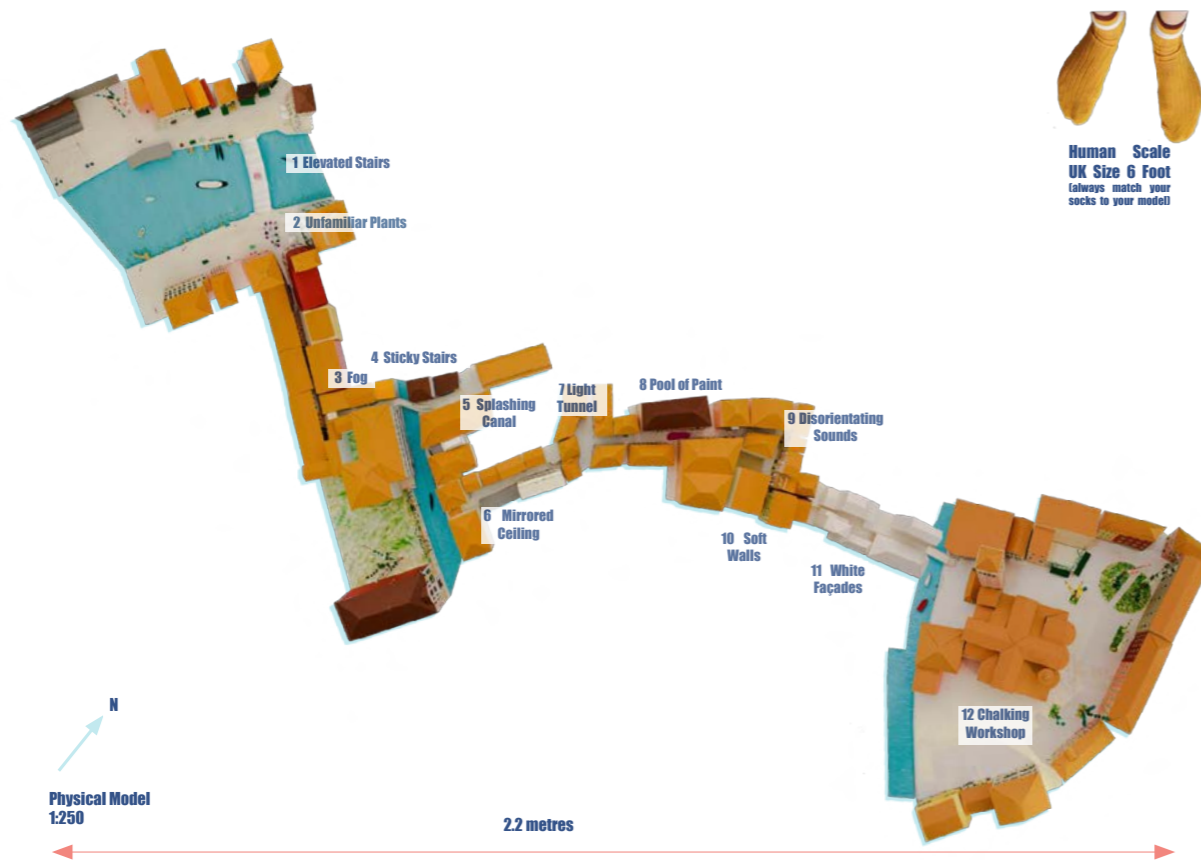 Human Scale
UK Size 6 Foot
(always match your
socks to your model)
1 Elevated Stairs
2 Unfamiliar Plants
3 Fog
4 Sticky Stairs
5 Splashing
Canal
6 Mirrored
Ceiling
7 Light
Tunnel
8 Pool of Paint
9 Disorientating
Sounds
10 Soft
Walls
11 White
Façades
12 Chalking
Workshop
N
Physical Model
1:250
2.2 metres